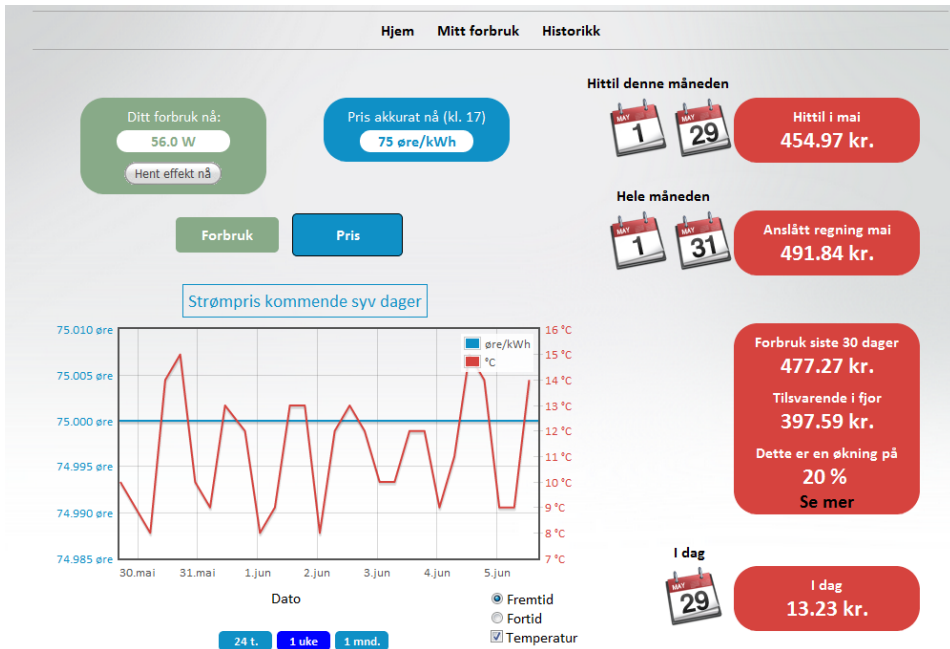 Hjem Mitt forbruk Historikk
Ditt forbruk nå:
56.0 W
Hent effekt nå
Pris akkurat nå (kl. 17)
75 øre/kWh
Hittil denne måneden
MAY
1
MAY
29
Hittil i mai
454.97 kr.
Hele måneden
MAY
1
MAY
31
Anslått regning mai
491.84 kr.
Forbruk
Pris
Strømpris kommende syv dager
75.010 øre
75.005 øre
75.000 øre
74.995 øre
74.990 øre
74.985 øre
øre/kWh
°C
16 °C
15 °C
14 °C
13 °C
12 °C
11 °C
10 °C
9 °C
8 °C
7 °C
30.mai 31.mai 1.jun 2.jun 3.jun 4.jun 5.jun
Dato
Fremtid
Fortid
Temperatur
24 t. 1 uke 1 mnd.
Forbruk siste 30 dager
477.27 kr.
Tilsvarende i fjor
397.59 kr.
Dette er en økning på
20 %
Se mer
I dag
MAY
29
I dag
13.23 kr.